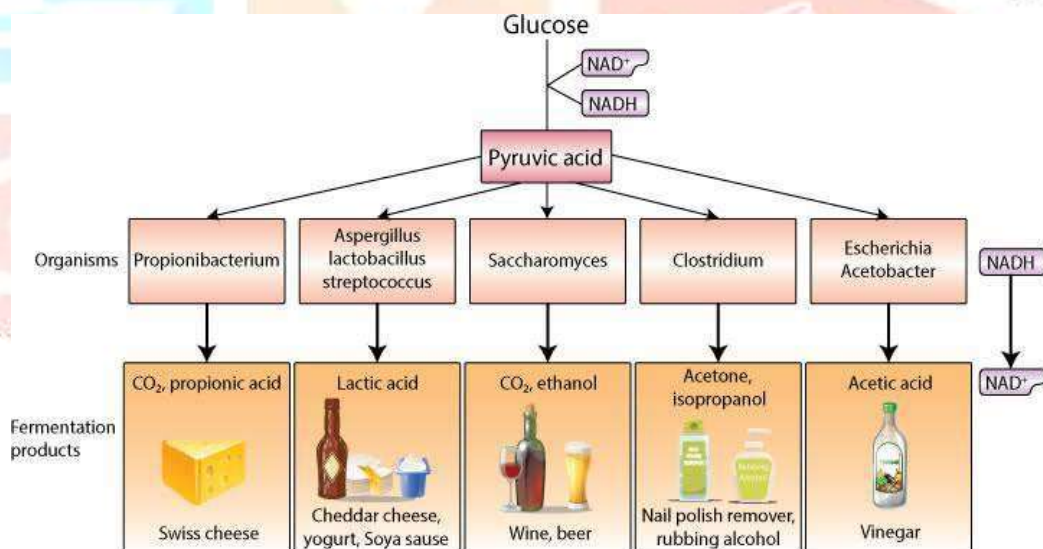 Glucose
NAD⁺
NADH
Pyruvic acid
Organisms
Propionibacterium
Aspergillus
lactobacillus
streptococcus
Saccharomyces
Clostridium
Escherichia
Acetobacter
NADH
NAD⁺
Fermentation
products
CO₂, propionic acid
Swiss cheese
Lactic acid
Cheddar cheese,
yogurt, Soya sause
CO₂, ethanol
Wine, beer
Acetone,
isopropanol
Nail polish remover,
rubbing alcohol
Acetic acid
Vinegar